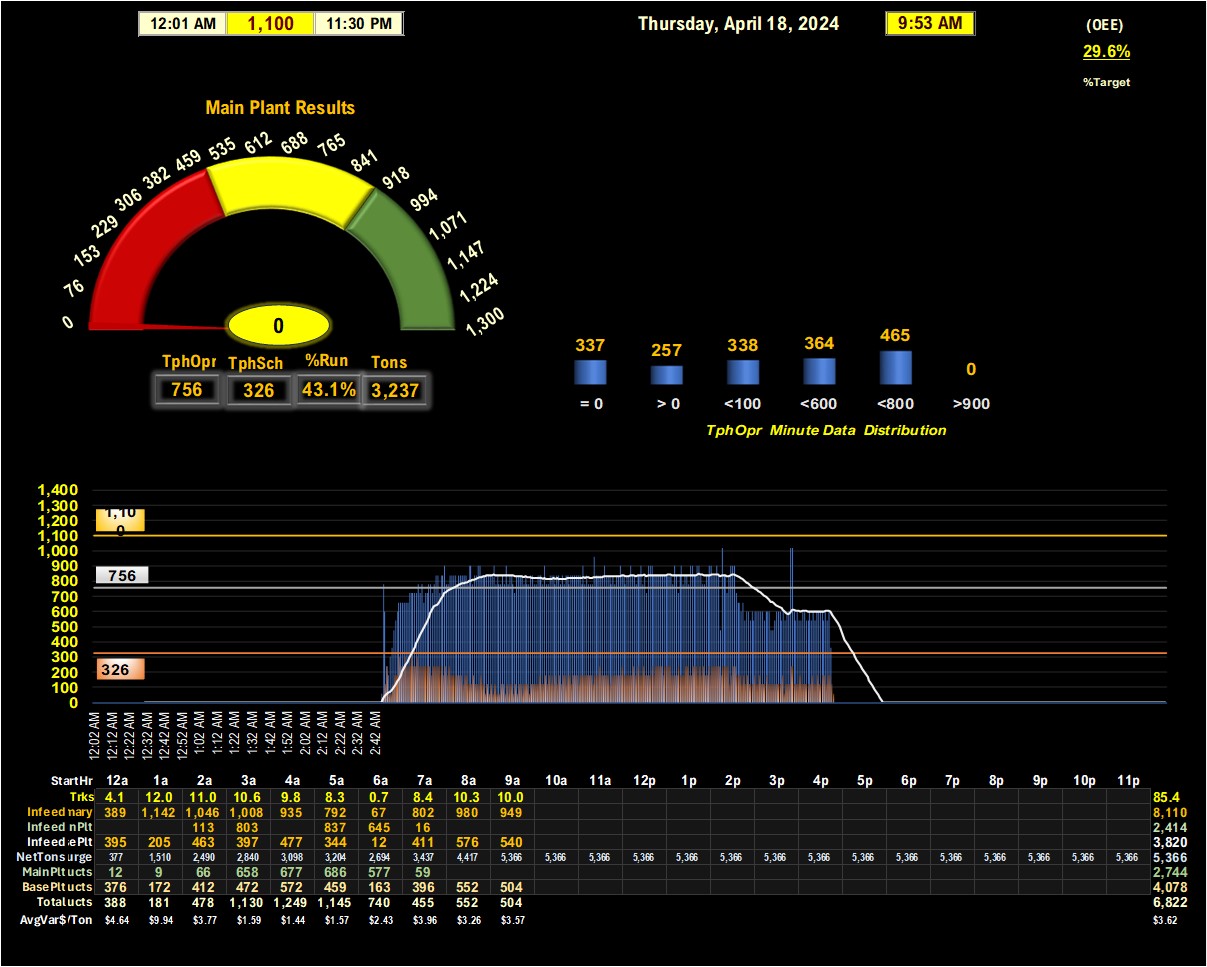 12:01 AM 1,100 11:30 PM
Thursday, April 18, 2024
9:53 AM
(OEE)
29.6%
%Target
Main Plant Results
0 76 153 229 306 382 459 535 612 688 765 841 918 994 1,071 1,147 1,224 1,300
0
TphOpr TphSch %Run Tons
756 326 43.1% 3,237
337 257 338 364 465 0
= 0 > 0 <100 <600 <800 >900
TphOpr Minute Data Distribution
1,400
1,300
1,200
1,100
1,000
900
800
700
600
500
400
300
200
100
0
1,10
0
756
326
12:02 AM 12:12 AM 12:22 AM 12:32 AM 12:42 AM 12:52 AM 1:02 AM 1:12 AM 1:22 AM 1:32 AM 1:42 AM 1:52 AM 2:02 AM 2:12 AM 2:22 AM 2:32 AM 2:42 AM
StartHr 12a 1a 2a 3a 4a 5a 6a 7a 8a 9a 10a 11a 12p 1p 2p 3p 4p 5p 6p 7p 8p 9p 10p 11p
Trks 4.1 12.0 11.0 10.6 9.8 8.3 0.7 8.4 10.3 10.0 85.4
Infeed mary 389 1,142 1,046 1,008 935 792 67 802 980 949 8,110
Infeed nPlt 113 803 837 645 16 2,414
Infeed ePlt 395 205 463 397 477 344 12 411 576 540 3,820
NetTons urge 377 1,510 2,490 2,840 3,098 3,204 2,694 3,437 4,417 5,366 5,366 5,366 5,366 5,366 5,366 5,366 5,366 5,366 5,366 5,366 5,366 5,366 5,366 5,366 5,366
MainPlt ucts 12 9 66 658 677 686 577 59 2,744
BasePlt ucts 376 172 412 472 572 459 163 396 552 504 4,078
Total ucts 388 181 478 1,130 1,249 1,145 740 455 552 504 6,822
AvgVar$/Ton $4.64 $9.94 $3.77 $1.59 $1.44 $1.57 $2.43 $3.96 $3.26 $3.57 $3.62